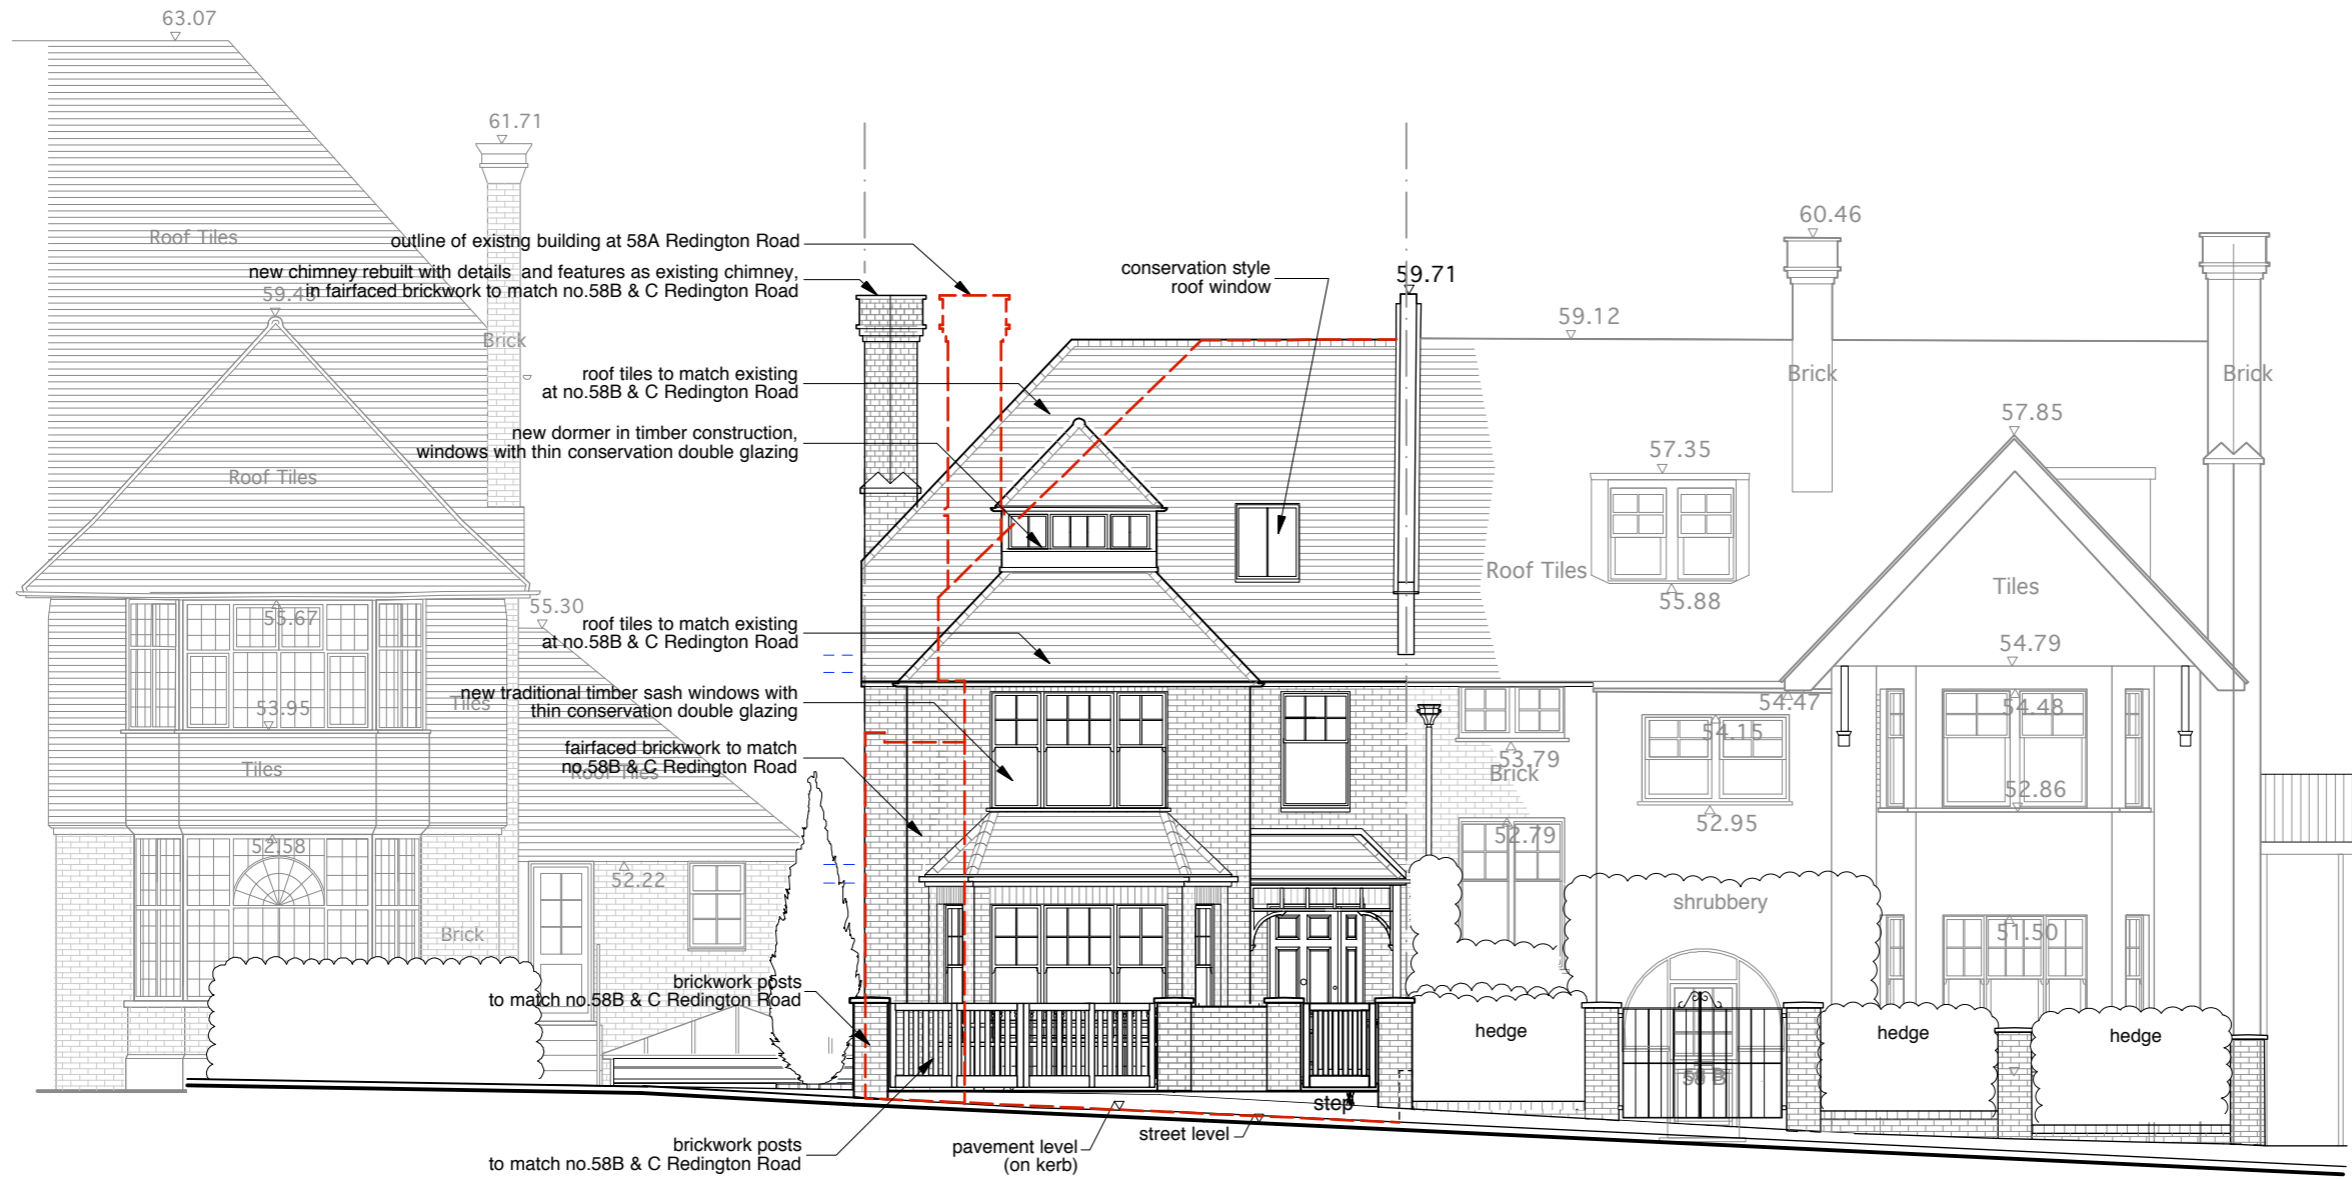 63.07
61.71
Roof Tiles
outline of existng building at 58A Redington Road
new chimney rebuilt with details and features as existing chimney,
in fairfaced brickwork to match no.58B & C Redington Road
59.43
Brick
conservation style
roof window
59.71
59.12
60.46
Brick
Brick
roof tiles to match existing
at no.58B & C Redington Road
new dormer in timber construction,
windows with thin conservation double glazing
Roof Tiles
57.35
57.85
Roof Tiles
55.88
Tiles
55.67
55.30
roof tiles to match existing
at no.58B & C Redington Road
54.79
new traditional timber sash windows with
thin conservation double glazing
Tiles
53.95
54.47
54.48
54.15
fairfaced brickwork to match
no.58B & C Redington Road
Tiles
Roof Tiles
53.79
Brick
52.86
52.95
52.79
52.58
52.22
shrubbery
Brick
51.50
brickwork posts
to match no.58B & C Redington Road
hedge
hedge
hedge
58 B
step
street level
pavement level
(on kerb)
brickwork posts
to match no.58B & C Redington Road